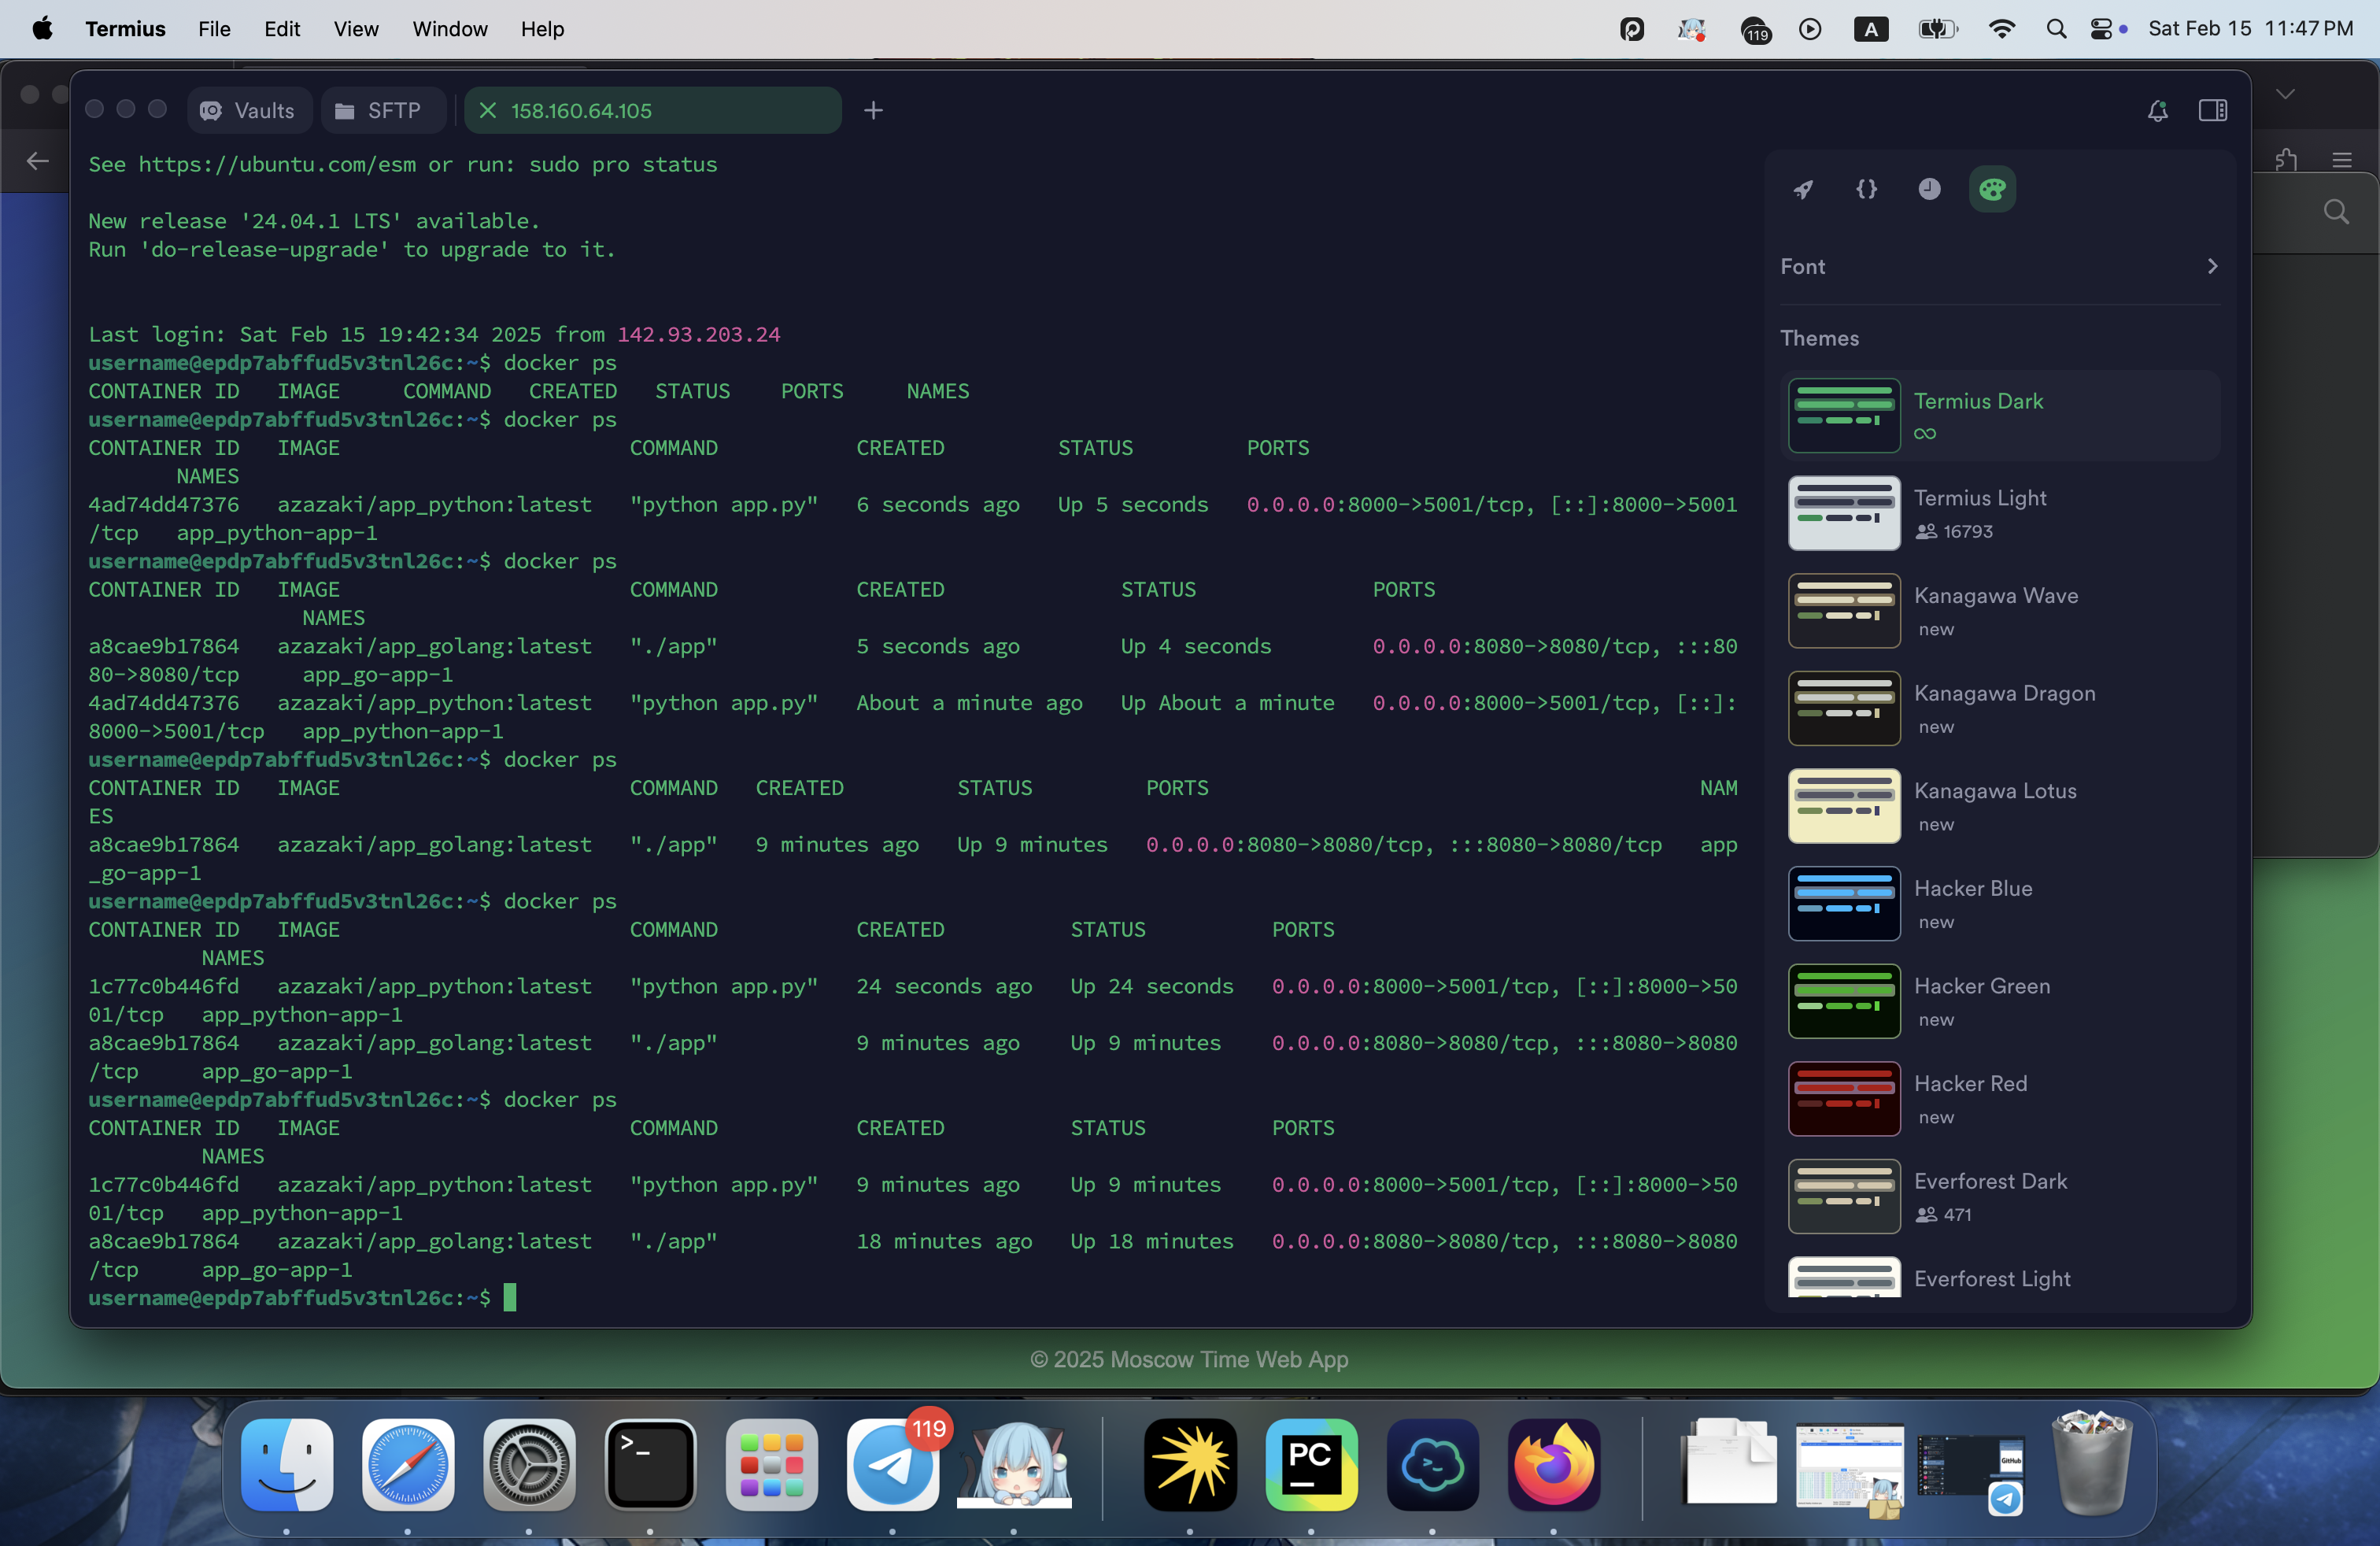 Termius File Edit View Window Help 119 A Sat Feb 15 11:47 PM
Vaults SFTP 158.160.64.105
See https://ubuntu.com/esm or run: sudo pro status
New release '24.04.1 LTS' available.
Run 'do-release-upgrade' to upgrade to it.
Last login: Sat Feb 15 19:42:34 2025 from 142.93.203.24
username@epdp7abffud5v3tnl26c:~$ docker ps
CONTAINER ID IMAGE COMMAND CREATED STATUS PORTS NAMES
username@epdp7abffud5v3tnl26c:~$ docker ps
CONTAINER ID IMAGE COMMAND CREATED STATUS PORTS
NAMES
4ad74dd47376 azazaki/app_python:latest "python app.py" 6 seconds ago Up 5 seconds 0.0.0.0:8000->5001/tcp, [::]:8000->5001
/tcp app_python-app-1
username@epdp7abffud5v3tnl26c:~$ docker ps
CONTAINER ID IMAGE COMMAND CREATED STATUS PORTS
NAMES
a8cae9b17864 azazaki/app_golang:latest "./app" 5 seconds ago Up 4 seconds 0.0.0.0:8080->8080/tcp, :::80
80->8080/tcp app_go-app-1
4ad74dd47376 azazaki/app_python:latest "python app.py" About a minute ago Up About a minute 0.0.0.0:8000->5001/tcp, [::]:
8000->5001/tcp app_python-app-1
username@epdp7abffud5v3tnl26c:~$ docker ps
CONTAINER ID IMAGE COMMAND CREATED STATUS PORTS NAM
ES
a8cae9b17864 azazaki/app_golang:latest "./app" 9 minutes ago Up 9 minutes 0.0.0.0:8080->8080/tcp, :::8080->8080/tcp app
_go-app-1
username@epdp7abffud5v3tnl26c:~$ docker ps
CONTAINER ID IMAGE COMMAND CREATED STATUS PORTS
NAMES
1c77c0b446fd azazaki/app_python:latest "python app.py" 24 seconds ago Up 24 seconds 0.0.0.0:8000->5001/tcp, [::]:8000->50
01/tcp app_python-app-1
a8cae9b17864 azazaki/app_golang:latest "./app" 9 minutes ago Up 9 minutes 0.0.0.0:8080->8080/tcp, :::8080->8080
/tcp app_go-app-1
username@epdp7abffud5v3tnl26c:~$ docker ps
CONTAINER ID IMAGE COMMAND CREATED STATUS PORTS
NAMES
1c77c0b446fd azazaki/app_python:latest "python app.py" 9 minutes ago Up 9 minutes 0.0.0.0:8000->5001/tcp, [::]:8000->50
01/tcp app_python-app-1
a8cae9b17864 azazaki/app_golang:latest "./app" 18 minutes ago Up 18 minutes 0.0.0.0:8080->8080/tcp, :::8080->8080
/tcp app_go-app-1
username@epdp7abffud5v3tnl26c:~$
Font
Themes
Termius Dark
Termius Light
16793
Kanagawa Wave
new
Kanagawa Dragon
new
Kanagawa Lotus
new
Hacker Blue
new
Hacker Green
new
Hacker Red
new
Everforest Dark
471
Everforest Light
© 2025 Moscow Time Web App
119
PC
GitHub